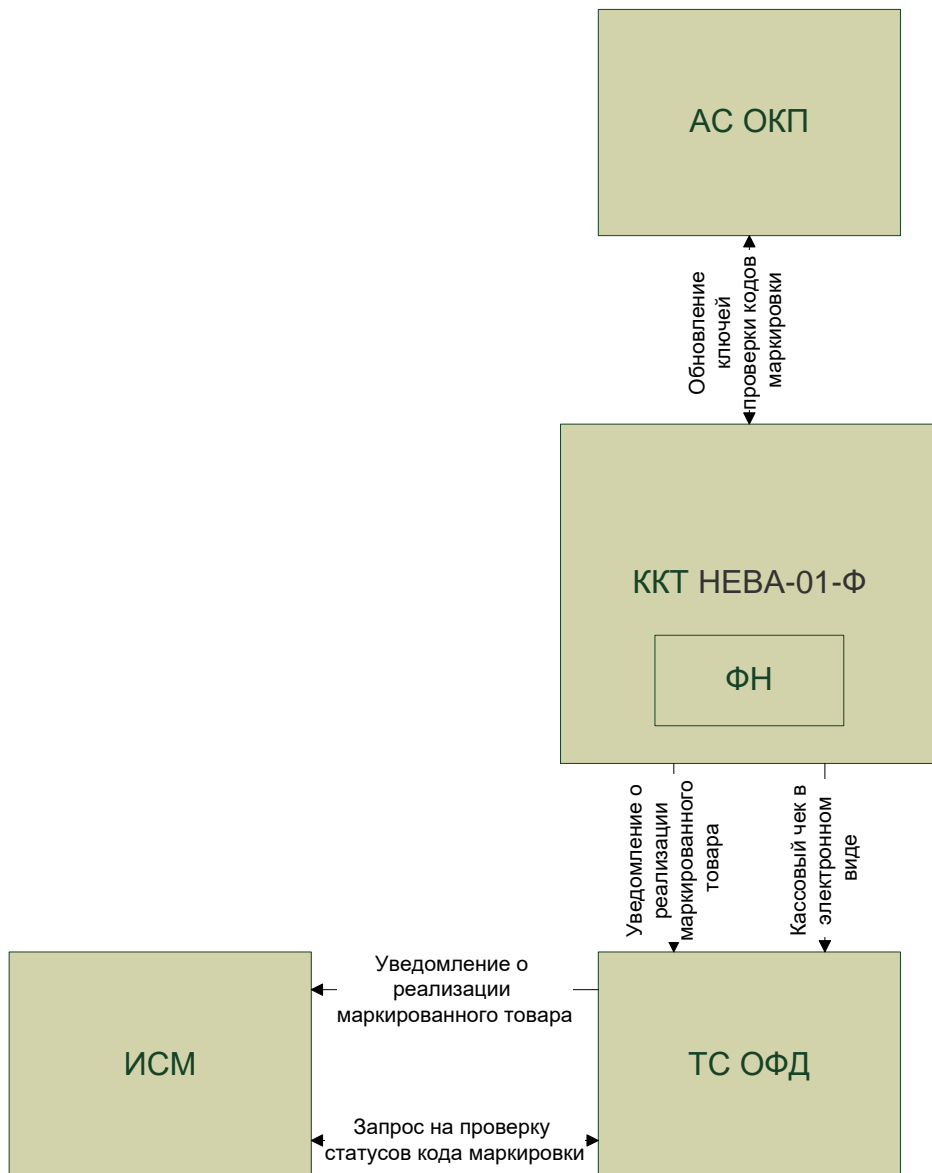 АС ОКП
Обновление
ключей
проверки кодов
маркировки
ККТ НЕВА-01-Ф
ФН
Уведомление о
реализации
маркированного
товара
Кассовый чек в
электронном
виде
Уведомление о
реализации
маркированного товара
ИСМ
ТС ОФД
Запрос на проверку
статусов кода маркировки